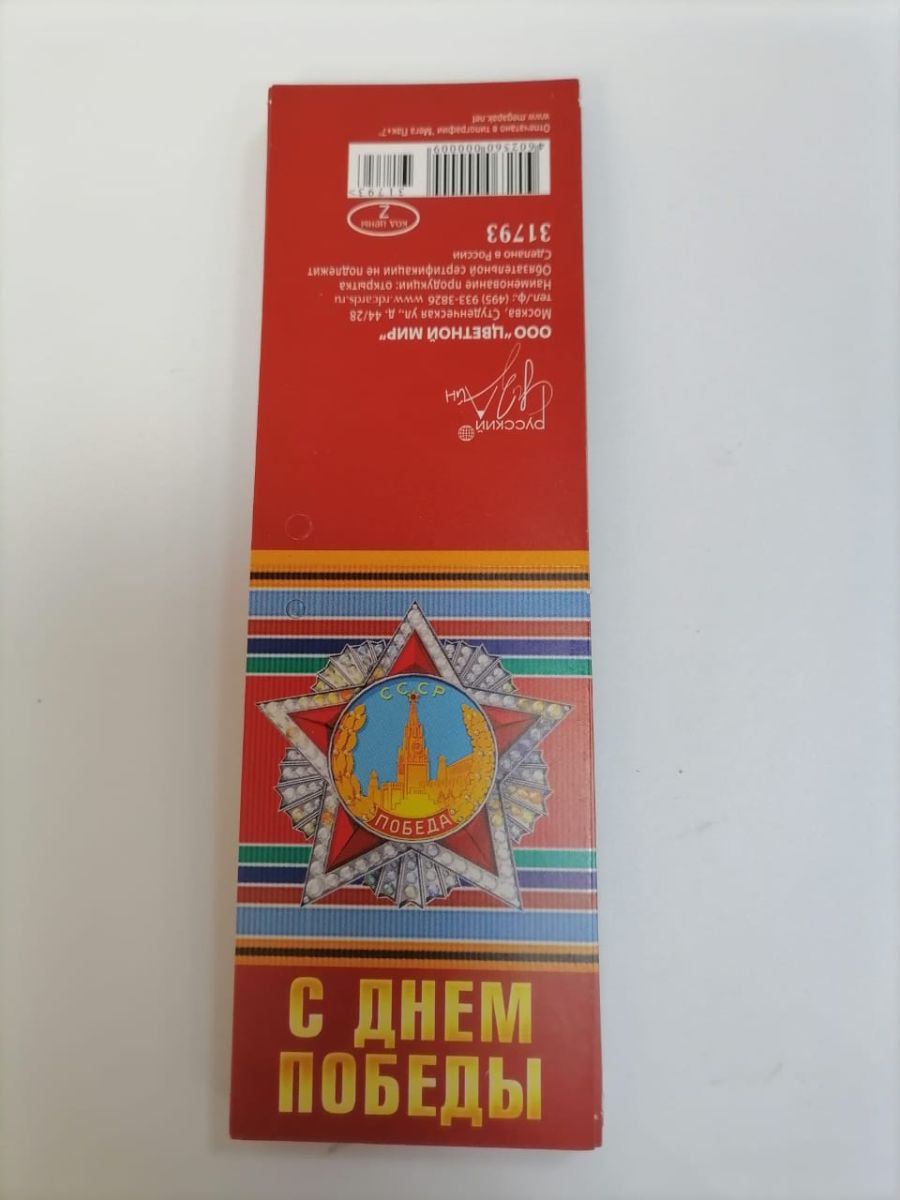 русский
дизайн
ООО "ЦВЕТНОЙ МИР"
Москва, Студенческая ул., д. 44/28
тел/ф.: (495) 933-3826 www.rdcards.ru
Наименование продукции: открытка
Обязательной сертификации не подлежит
Сделано в России
31793
КОД ЦЕНЫ
Z
4602560000009
31793>
Отпечатано в типографии "Мега Пак+7"
www.megapak.net
СССР
ПОБЕДА
С ДНЕМ
ПОБЕДЫ